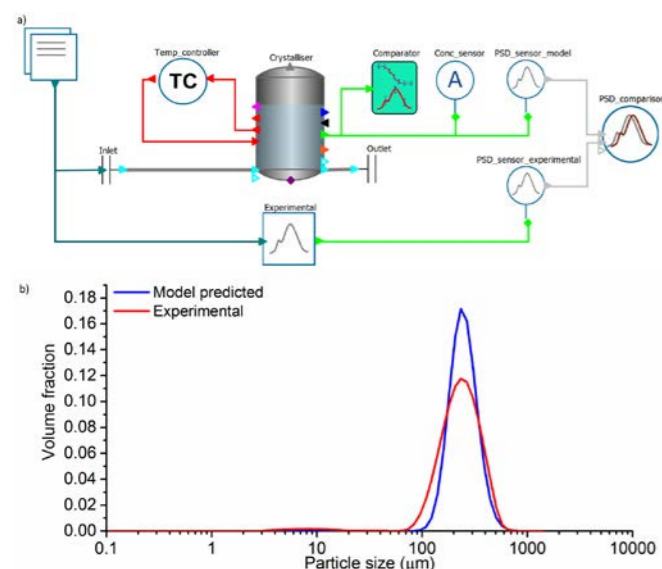 a)
Temp_controller
Crystalliser
Comparator
Conc_sensor
PSD_sensor_model
TC
A
PSD_comparison
Inlet
Outlet
PSD_sensor_experimental
Experimental
b)
0.18
Model predicted
0.16
Experimental
0.14
0.12
0.10
0.08
0.06
0.04
0.02
0.00
Volume fraction
0.1 1 10 100 1000 10000
Particle size (μm)